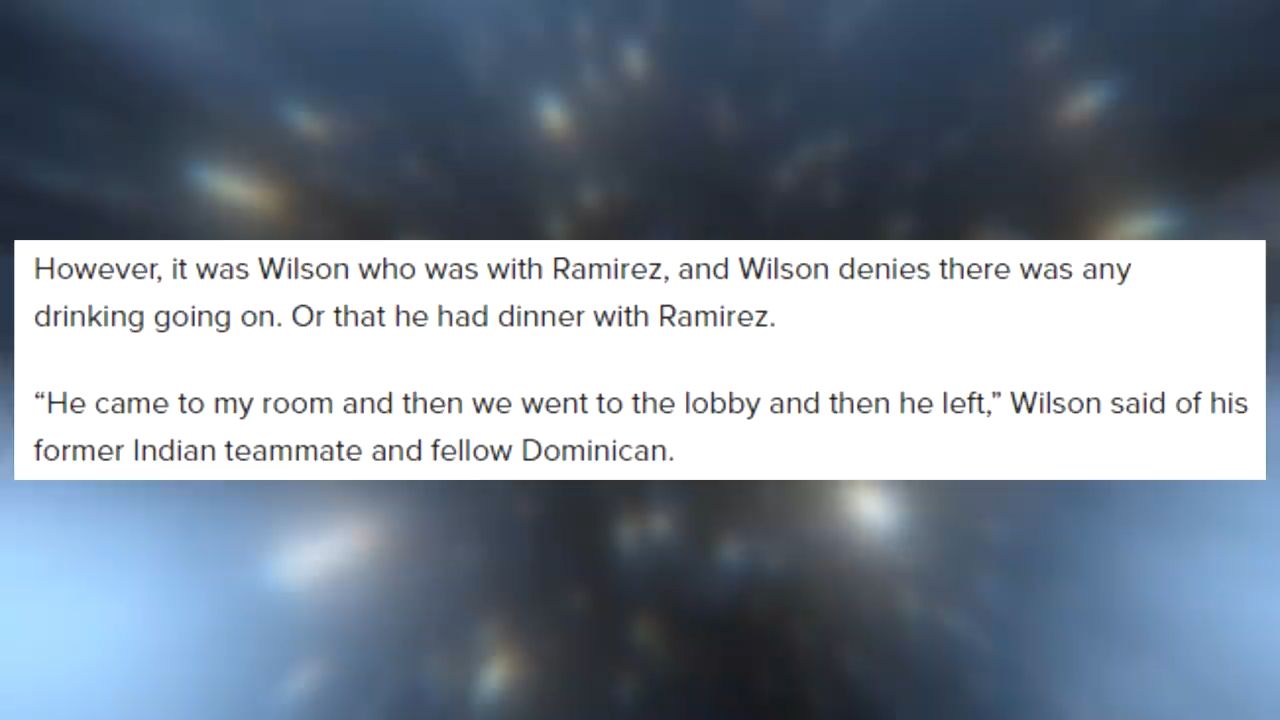 However, it was Wilson who was with Ramirez, and Wilson denies there was any
drinking going on. Or that he had dinner with Ramirez.
“He came to my room and then we went to the lobby and then he left,” Wilson said of his
former Indian teammate and fellow Dominican.